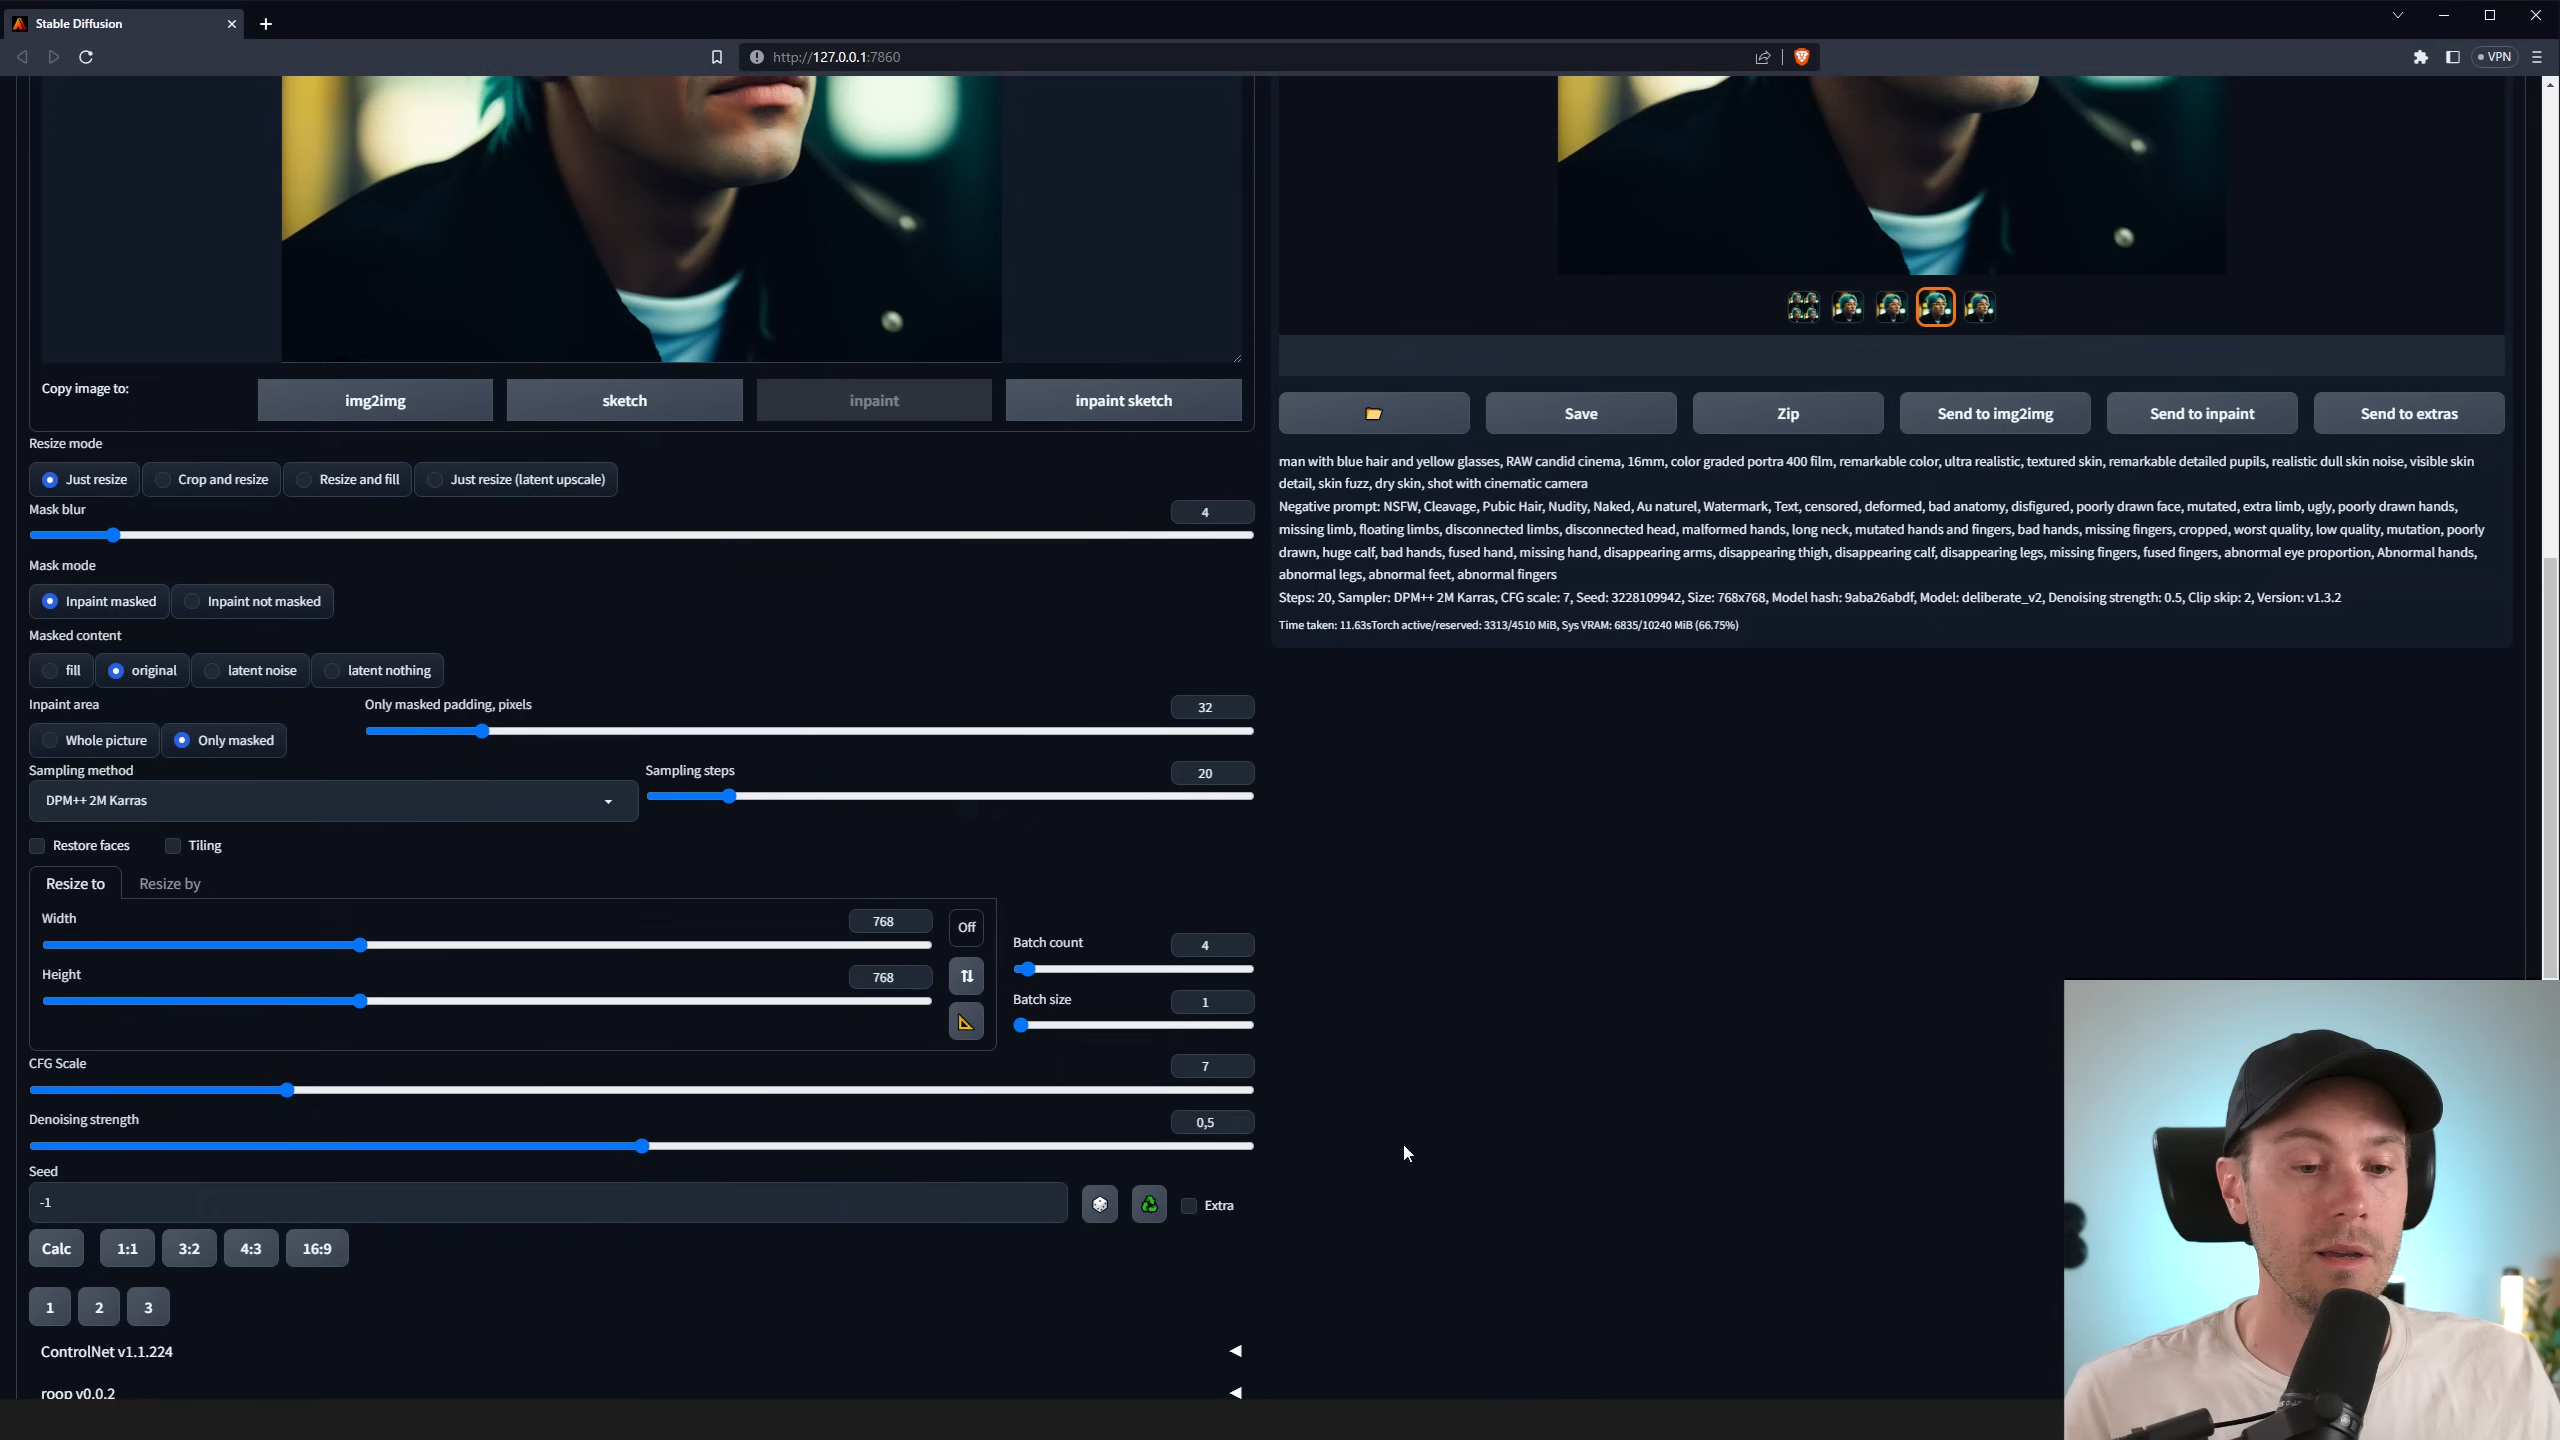 Stable Diffusion
http://127.0.0.1:7860
VPN
Copy image to:
img2img
sketch
inpaint
inpaint sketch
Resize mode
Just resize
Crop and resize
Resize and fill
Just resize (latent upscale)
Mask blur
4
Mask mode
Inpaint masked
Inpaint not masked
Masked content
fill
original
latent noise
latent nothing
Inpaint area
Only masked padding, pixels
32
Whole picture
Only masked
Sampling method
Sampling steps
20
DPM++ 2M Karras
Restore faces
Tiling
Resize to
Resize by
Width
768
Off
Height
768
Batch count
4
Batch size
1
CFG Scale
7
Denoising strength
0,5
Seed
-1
Extra
Calc
1:1
3:2
4:3
16:9
1
2
3
ControlNet v1.1.224
roop v0.0.2
Save
Zip
Send to img2img
Send to inpaint
Send to extras
man with blue hair and yellow glasses, RAW candid cinema, 16mm, color graded portra 400 film, remarkable color, ultra realistic, textured skin, remarkable detailed pupils, realistic dull skin noise, visible skin
detail, skin fuzz, dry skin, shot with cinematic camera
Negative prompt: NSFW, Cleavage, Pubic Hair, Nudity, Naked, Au naturel, Watermark, Text, censored, deformed, bad anatomy, disfigured, poorly drawn face, mutated, extra limb, ugly, poorly drawn hands,
missing limb, floating limbs, disconnected limbs, disconnected head, malformed hands, long neck, mutated hands and fingers, bad hands, missing fingers, cropped, worst quality, low quality, mutation, poorly
drawn, huge calf, bad hands, fused hand, missing hand, disappearing arms, disappearing thigh, disappearing calf, disappearing legs, missing fingers, fused fingers, abnormal eye proportion, Abnormal hands,
abnormal legs, abnormal feet, abnormal fingers
Steps: 20, Sampler: DPM++ 2M Karras, CFG scale: 7, Seed: 3228109942, Size: 768x768, Model hash: 9aba26abdf, Model: deliberate_v2, Denoising strength: 0.5, Clip skip: 2, Version: v1.3.2
Time taken: 11.63sTorch active/reserved: 3313/4510 MiB, Sys VRAM: 6835/10240 MiB (66.75%)